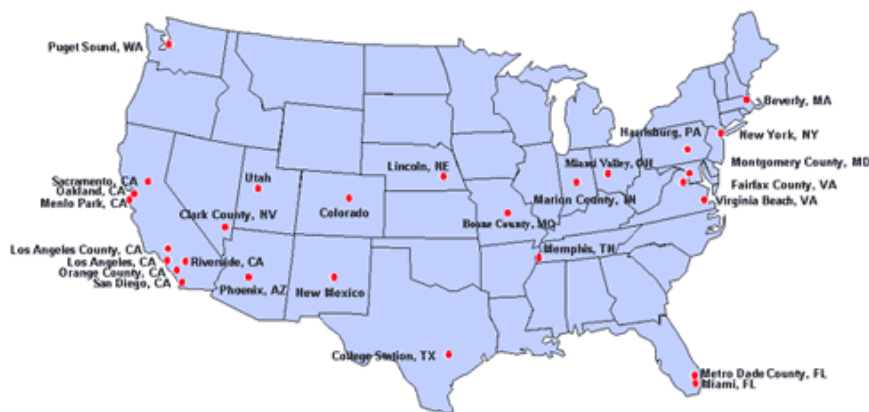 Puget Sound, WA
Beverly, MA
Harrisburg, PA
New York, NY
Lincoln, NE
Miami Valley, OH
Montgomery County, MD
Sacramento, CA
Utah
Oakland, CA
Fairfax County, VA
Menlo Park, CA
Colorado
Marion County, IN
Virginia Beach, VA
Clark County, NV
Boone County, MO
Los Angeles County, CA
Memphis, TN
Los Angeles, CA
Riverside, CA
Orange County, CA
San Diego, CA
Phoenix, AZ
New Mexico
College Station, TX
Metro Dade County, FL
Miami, FL